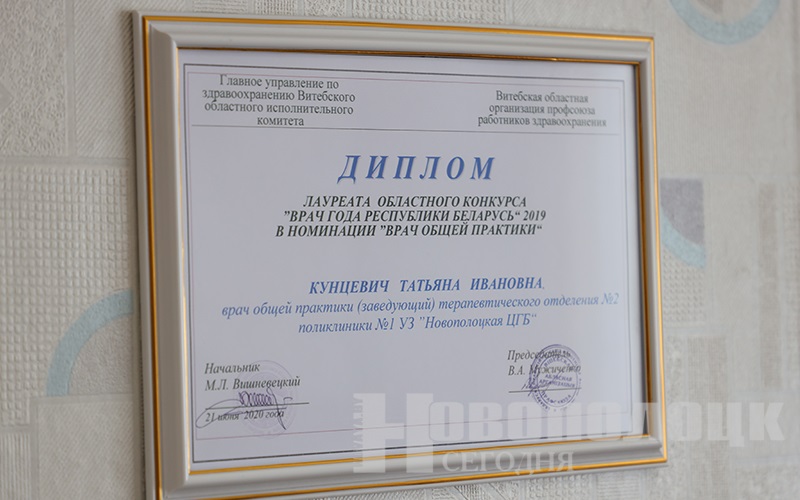 Главное управление по
здравоохранению Витебского
областного исполнительного
комитета
Витебская областная
организация профсоюза
работников здравоохранения
ДИПЛОМ
ЛАУРЕАТА ОБЛАСТНОГО КОНКУРСА
"ВРАЧ ГОДА РЕСПУБЛИКИ БЕЛАРУСЬ" 2019
В НОМИНАЦИИ "ВРАЧ ОБЩЕЙ ПРАКТИКИ"
КУНЦЕВИЧ ТАТЬЯНА ИВАНОВНА,
врач общей практики (заведующий) терапевтического отделения №2
поликлиники №1 УЗ "Новополоцкая ЦГБ"
Начальник
М.Л. Вишневецкий
21 июня 2020 года
Председатель
В.А. Мужиченко
Новополоцк
СЕГОДНЯ